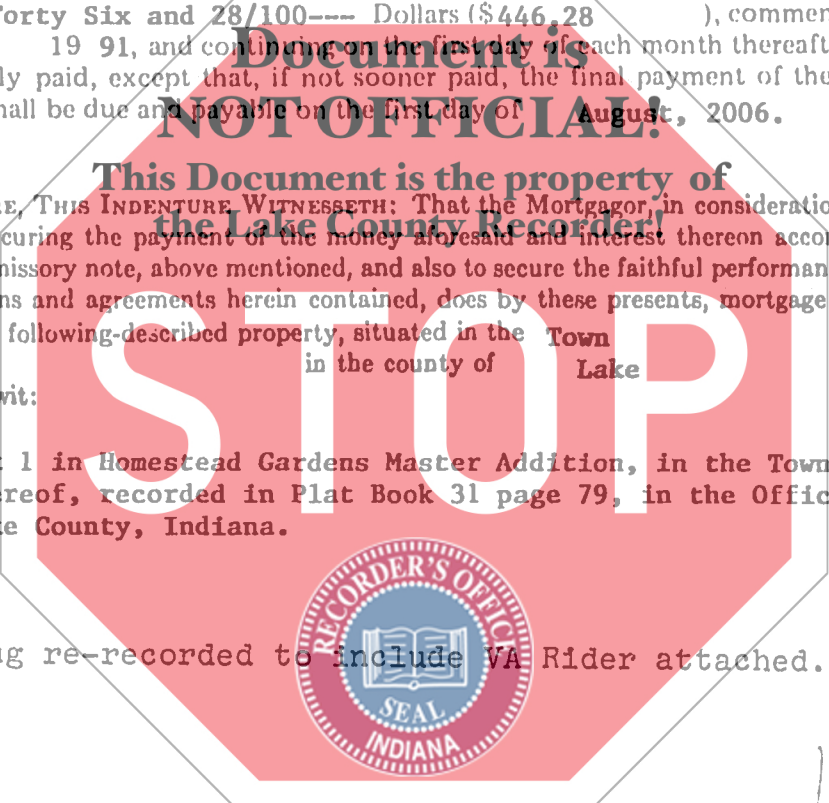 Forty Six and 28/100--- Dollars ($446.28 ), commen
Document is
19 91, and continuing on the first day of each month thereaft
ly paid, except that, if not sooner paid, the final payment of the
NOT OFFICIAL!
hall be due and payable on the first day of August, 2006.
This Document is the property of
RE, THIS INDENTURE WITNESSETH: That the Mortgagor, in consideratio
the Lake County Recorder!
curing the payment of the money aforesaid and interest thereon accor
missory note, above mentioned, and also to secure the faithful performan
ns and agreements herein contained, does by these presents, mortgage
following-described property, situated in the Town
in the county of Lake
wit:
STOP
t 1 in Homestead Gardens Master Addition, in the Town
ereof, recorded in Plat Book 31 page 79, in the Offic
ke County, Indiana.
RECORDER'S OFFICE
ng re-recorded to include VA Rider attached.
SEAL
INDIANA